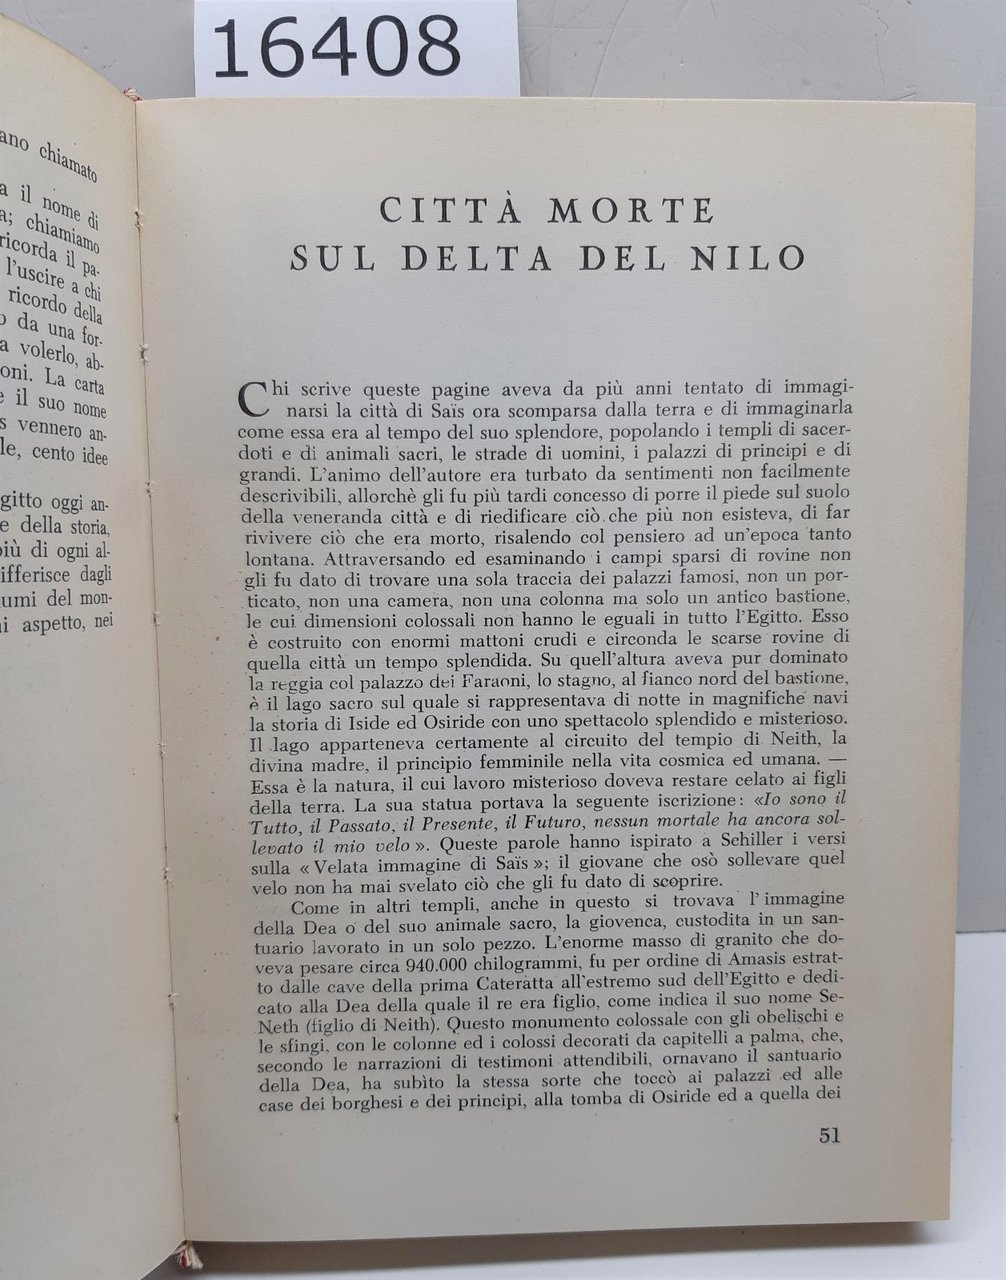 16408
ano chiamato
a il nome di
a; chiamiamo
ricorda il pa-
l'uscire a chi
ricordo della
o da una for-
a volerlo, ab-
oni. La carta
e il suo nome
s vennero an-
le, cento idee
gitto oggi an-
e della storia,
più di ogni al-
ifferisce dagli
umi del mon-
ni aspetto, nei
CITTÀ MORTE
SUL DELTA DEL NILO
Chi scrive queste pagine aveva da più anni tentato di immagi-
narsi la città di Saïs ora scomparsa dalla terra e di immaginarla
come essa era al tempo del suo splendore, popolando i templi di sacer-
doti e di animali sacri, le strade di uomini, i palazzi di principi e di
grandi. L'animo dell'autore era turbato da sentimenti non facilmente
descrivibili, allorchè gli fu più tardi concesso di porre il piede sul suolo
della veneranda città e di riedificare ciò che più non esisteva, di far
rivivere ciò che era morto, risalendo col pensiero ad un'epoca tanto
lontana. Attraversando ed esaminando i campi sparsi di rovine non
gli fu dato di trovare una sola traccia dei palazzi famosi, non un por-
ticato, non una camera, non una colonna ma solo un antico bastione,
le cui dimensioni colossali non hanno le eguali in tutto l'Egitto. Esso
è costruito con enormi mattoni crudi e circonda le scarse rovine di
quella città un tempo splendida. Su quell'altura aveva pur dominato
la reggia col palazzo dei Faraoni, lo stagno, al fianco nord del bastione,
è il lago sacro sul quale si rappresentava di notte in magnifiche navi
la storia di Iside ed Osiride con uno spettacolo splendido e misterioso.
Il lago apparteneva certamente al circuito del tempio di Neith, la
divina madre, il principio femminile nella vita cosmica ed umana. —
Essa è la natura, il cui lavoro misterioso doveva restare celato ai figli
della terra. La sua statua portava la seguente iscrizione: «Io sono il
Tutto, il Passato, il Presente, il Futuro, nessun mortale ha ancora sol-
levato il mio velo». Queste parole hanno ispirato a Schiller i versi
sulla «Velata immagine di Saïs»; il giovane che osò sollevare quel
velo non ha mai svelato ciò che gli fu dato di scoprire.
Come in altri templi, anche in questo si trovava l'immagine
della Dea o del suo animale sacro, la giovenca, custodita in un san-
tuario lavorato in un solo pezzo. L'enorme masso di granito che do-
veva pesare circa 940.000 chilogrammi, fu per ordine di Amasis estrat-
to dalle cave della prima Cateratta all'estremo sud dell'Egitto e dedi-
cato alla Dea della quale il re era figlio, come indica il suo nome Se-
Neth (figlio di Neith). Questo monumento colossale con gli obelischi e
le sfingi, con le colonne ed i colossi decorati da capitelli a palma, che,
secondo le narrazioni di testimoni attendibili, ornavano il santuario
della Dea, ha subìto la stessa sorte che toccò ai palazzi ed alle
case dei borghesi e dei principi, alla tomba di Osiride ed a quella dei
51